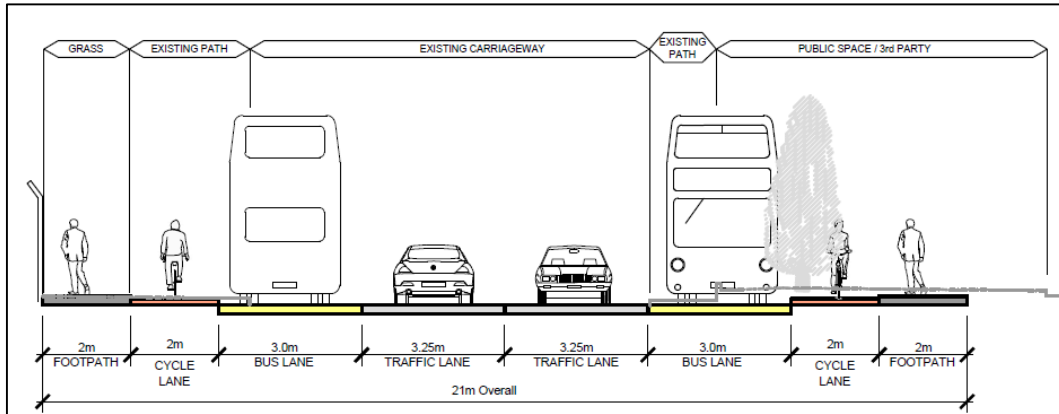 GRASS
EXISTING PATH
EXISTING CARRIAGEWAY
EXISTING
PATH
PUBLIC SPACE / 3rd PARTY
2m
FOOTPATH
2m
CYCLE
LANE
3.0m
BUS LANE
3.25m
TRAFFIC LANE
3.25m
TRAFFIC LANE
3.0m
BUS LANE
2m
CYCLE
LANE
2m
FOOTPATH
21m Overall